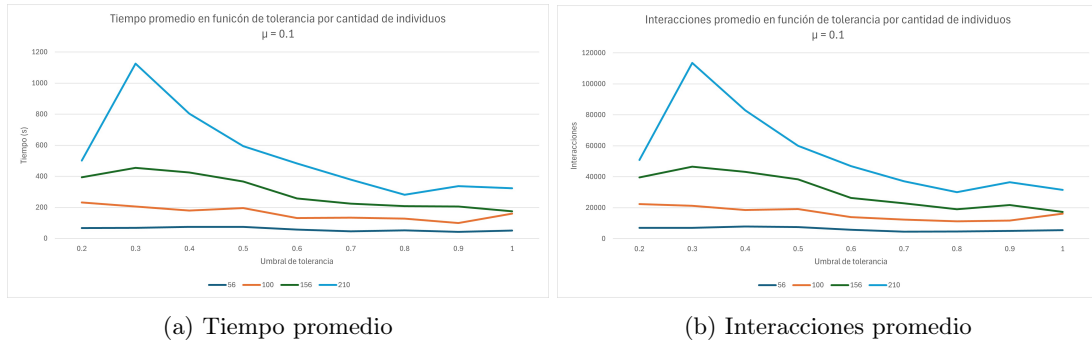 Tiempo promedio en funicón de tolerancia por cantidad de individuos
μ = 0.1
1200
1000
800
600
400
200
0
Tiempo (s)
0.2 0.3 0.4 0.5 0.6 0.7 0.8 0.9 1
Umbral de tolerancia
56 100 156 210
(a) Tiempo promedio
Interacciones promedio en función de tolerancia por cantidad de individuos
μ = 0.1
120000
100000
80000
60000
40000
20000
0
Interacciones
0.2 0.3 0.4 0.5 0.6 0.7 0.8 0.9 1
Umbral de tolerancia
56 100 156 210
(b) Interacciones promedio